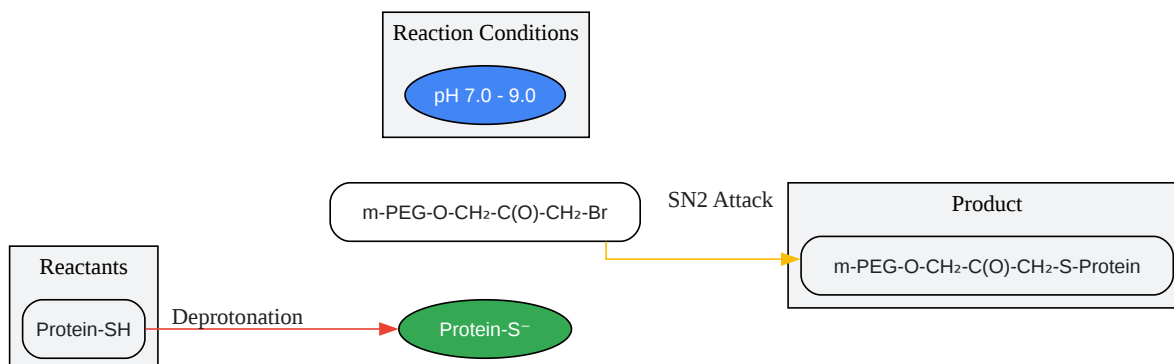 Reaction Conditions
pH 7.0 - 9.0
m-PEG-O-CH₂-C(O)-CH₂-Br
SN2 Attack
Product
m-PEG-O-CH₂-C(O)-CH₂-S-Protein
Reactants
Protein-SH
Deprotonation
Protein-S⁻